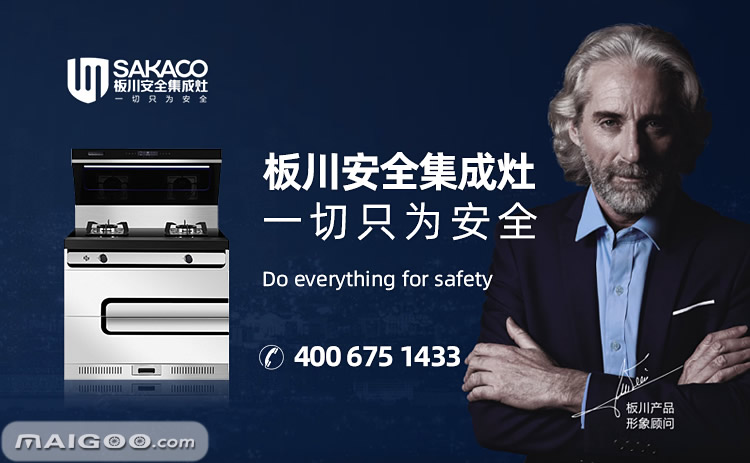 SAKACO
板川安全集成灶
一切只为安全
板川安全集成灶
一切只为安全
Do everything for safety
400 675 1433
板川产品
形象顾问
MAIGOO.com